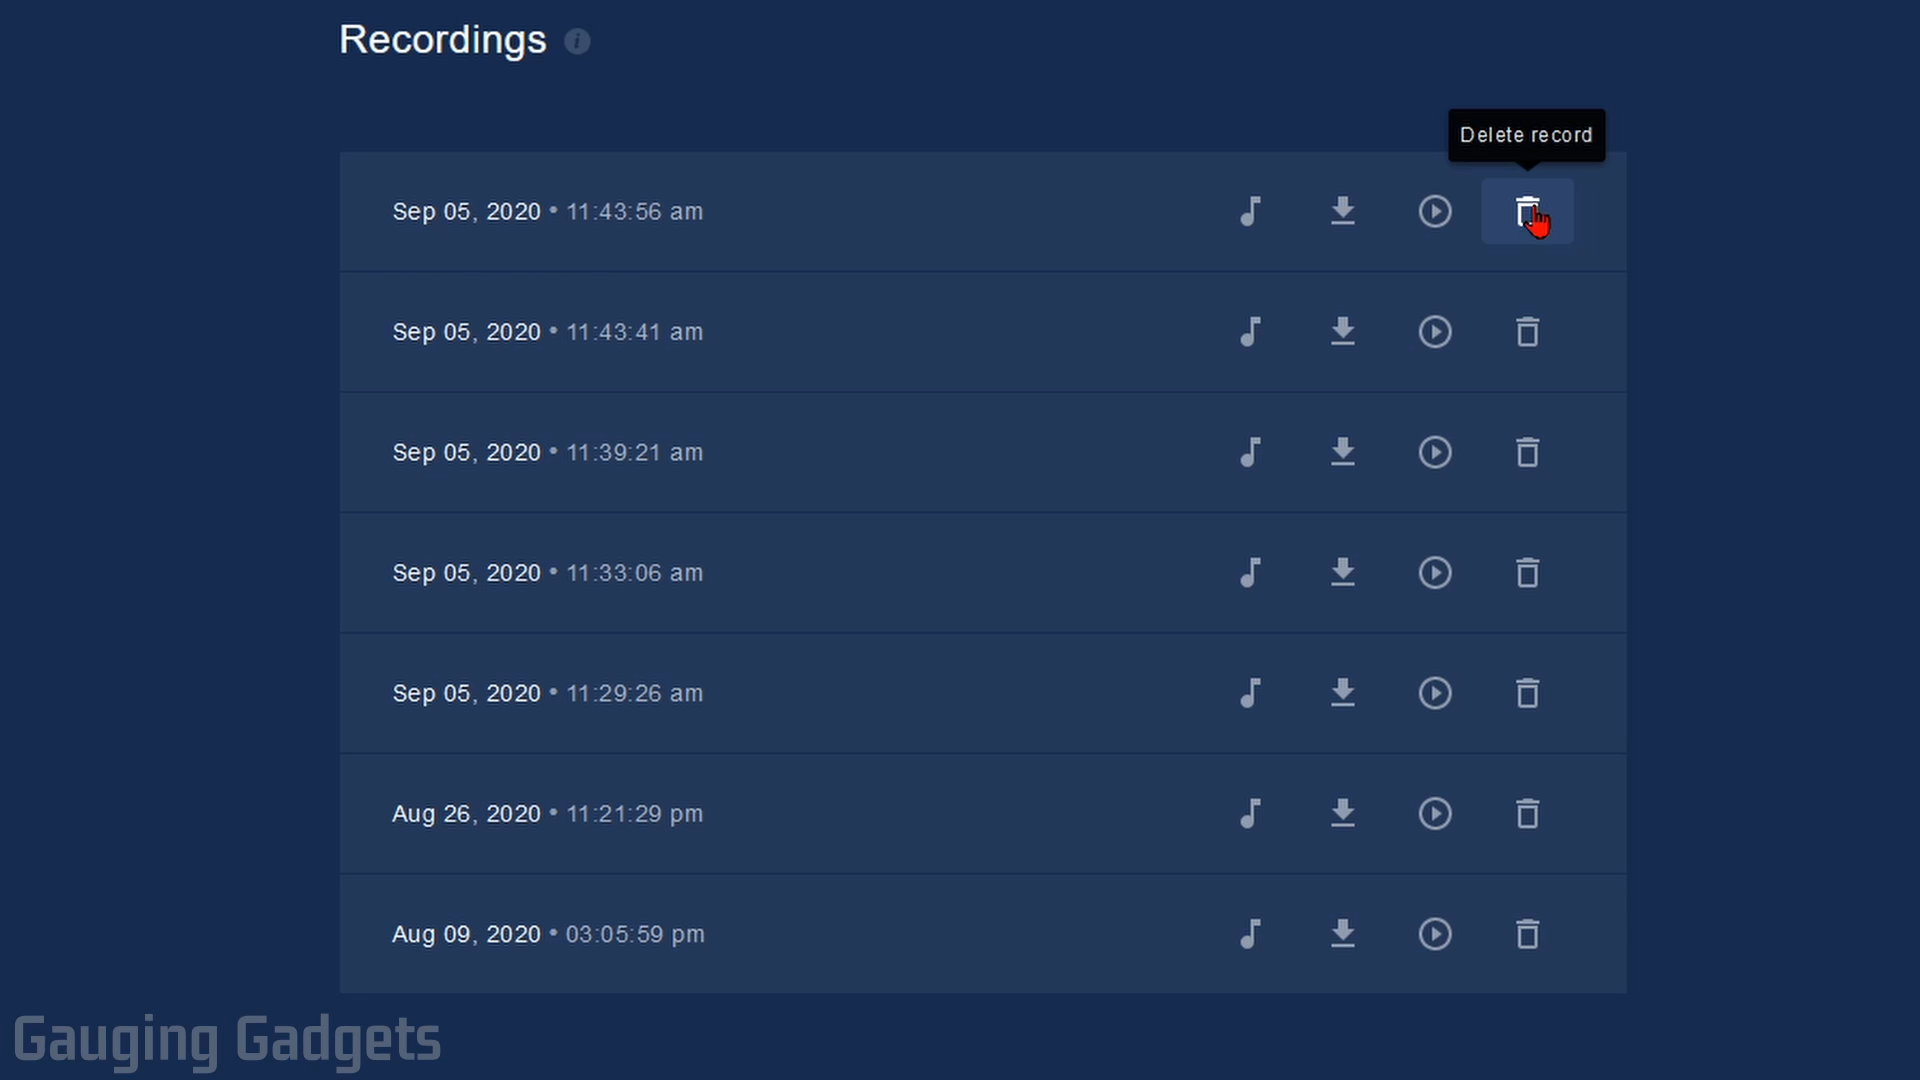 Recordings i
Delete record
Sep 05, 2020 • 11:43:56 am
Sep 05, 2020 • 11:43:41 am
Sep 05, 2020 • 11:39:21 am
Sep 05, 2020 • 11:33:06 am
Sep 05, 2020 • 11:29:26 am
Aug 26, 2020 • 11:21:29 pm
Aug 09, 2020 • 03:05:59 pm
Gauging Gadgets